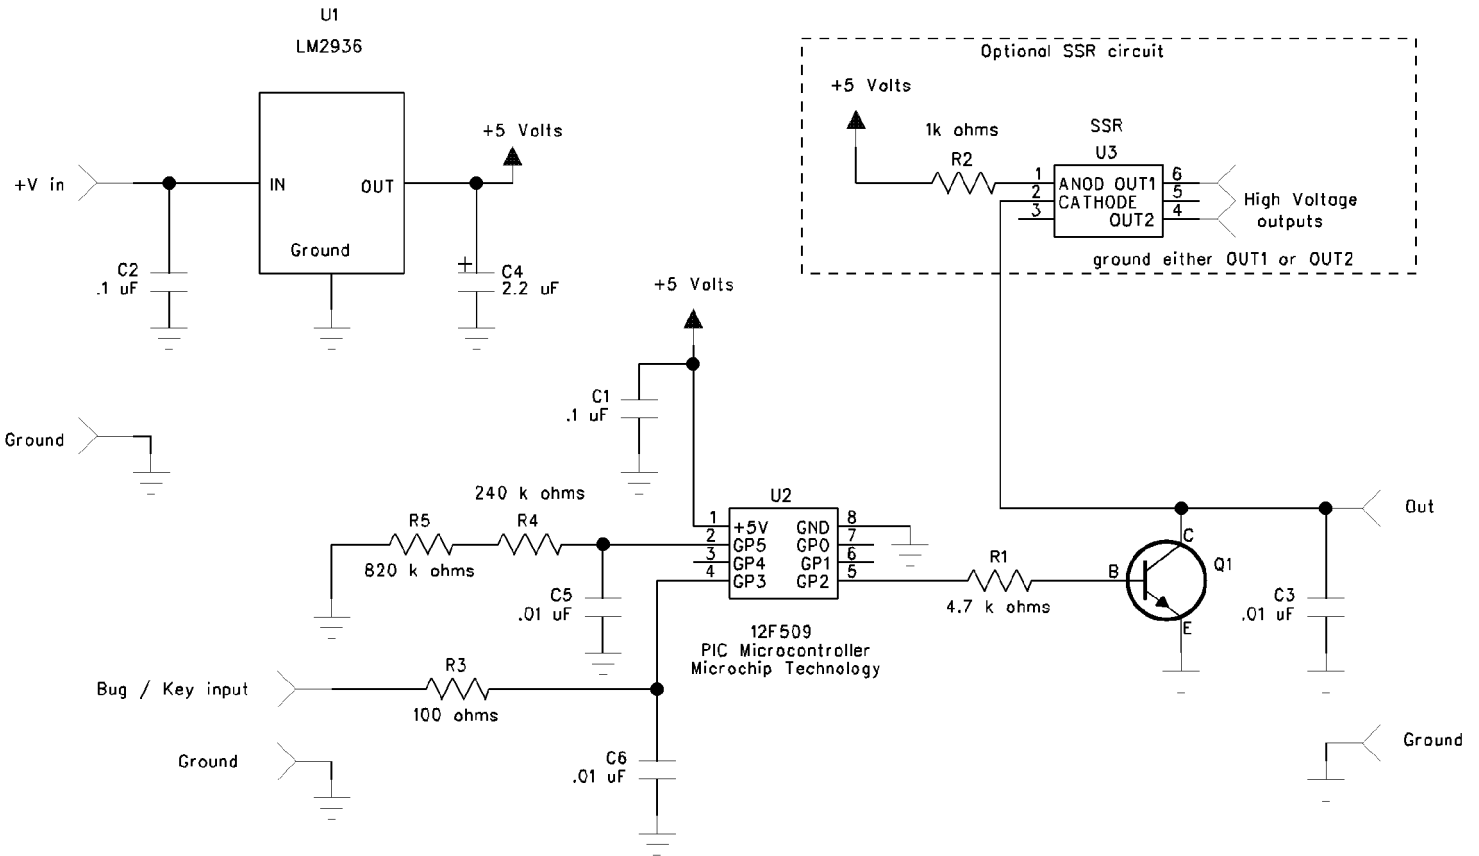 U1
LM2936
+V in
IN
OUT
Ground
+5 Volts
C2
.1 uF
+
C4
2.2 uF
Ground
Optional SSR circuit
+5 Volts
1k ohms
R2
SSR
U3
1
2
3
ANOD OUT1
CATHODE
OUT2
6
5
4
High Voltage
outputs
ground either OUT1 or OUT2
+5 Volts
C1
.1 uF
240 k ohms
R5
R4
820 k ohms
C5
.01 uF
U2
1
2
3
4
+5V
GP5
GP4
GP3
GND
GP0
GP1
GP2
8
7
6
5
12F509
PIC Microcontroller
Microchip Technology
R1
4.7 k ohms
B
C
E
Q1
Out
C3
.01 uF
Ground
Bug / Key input
R3
100 ohms
Ground
C6
.01 uF